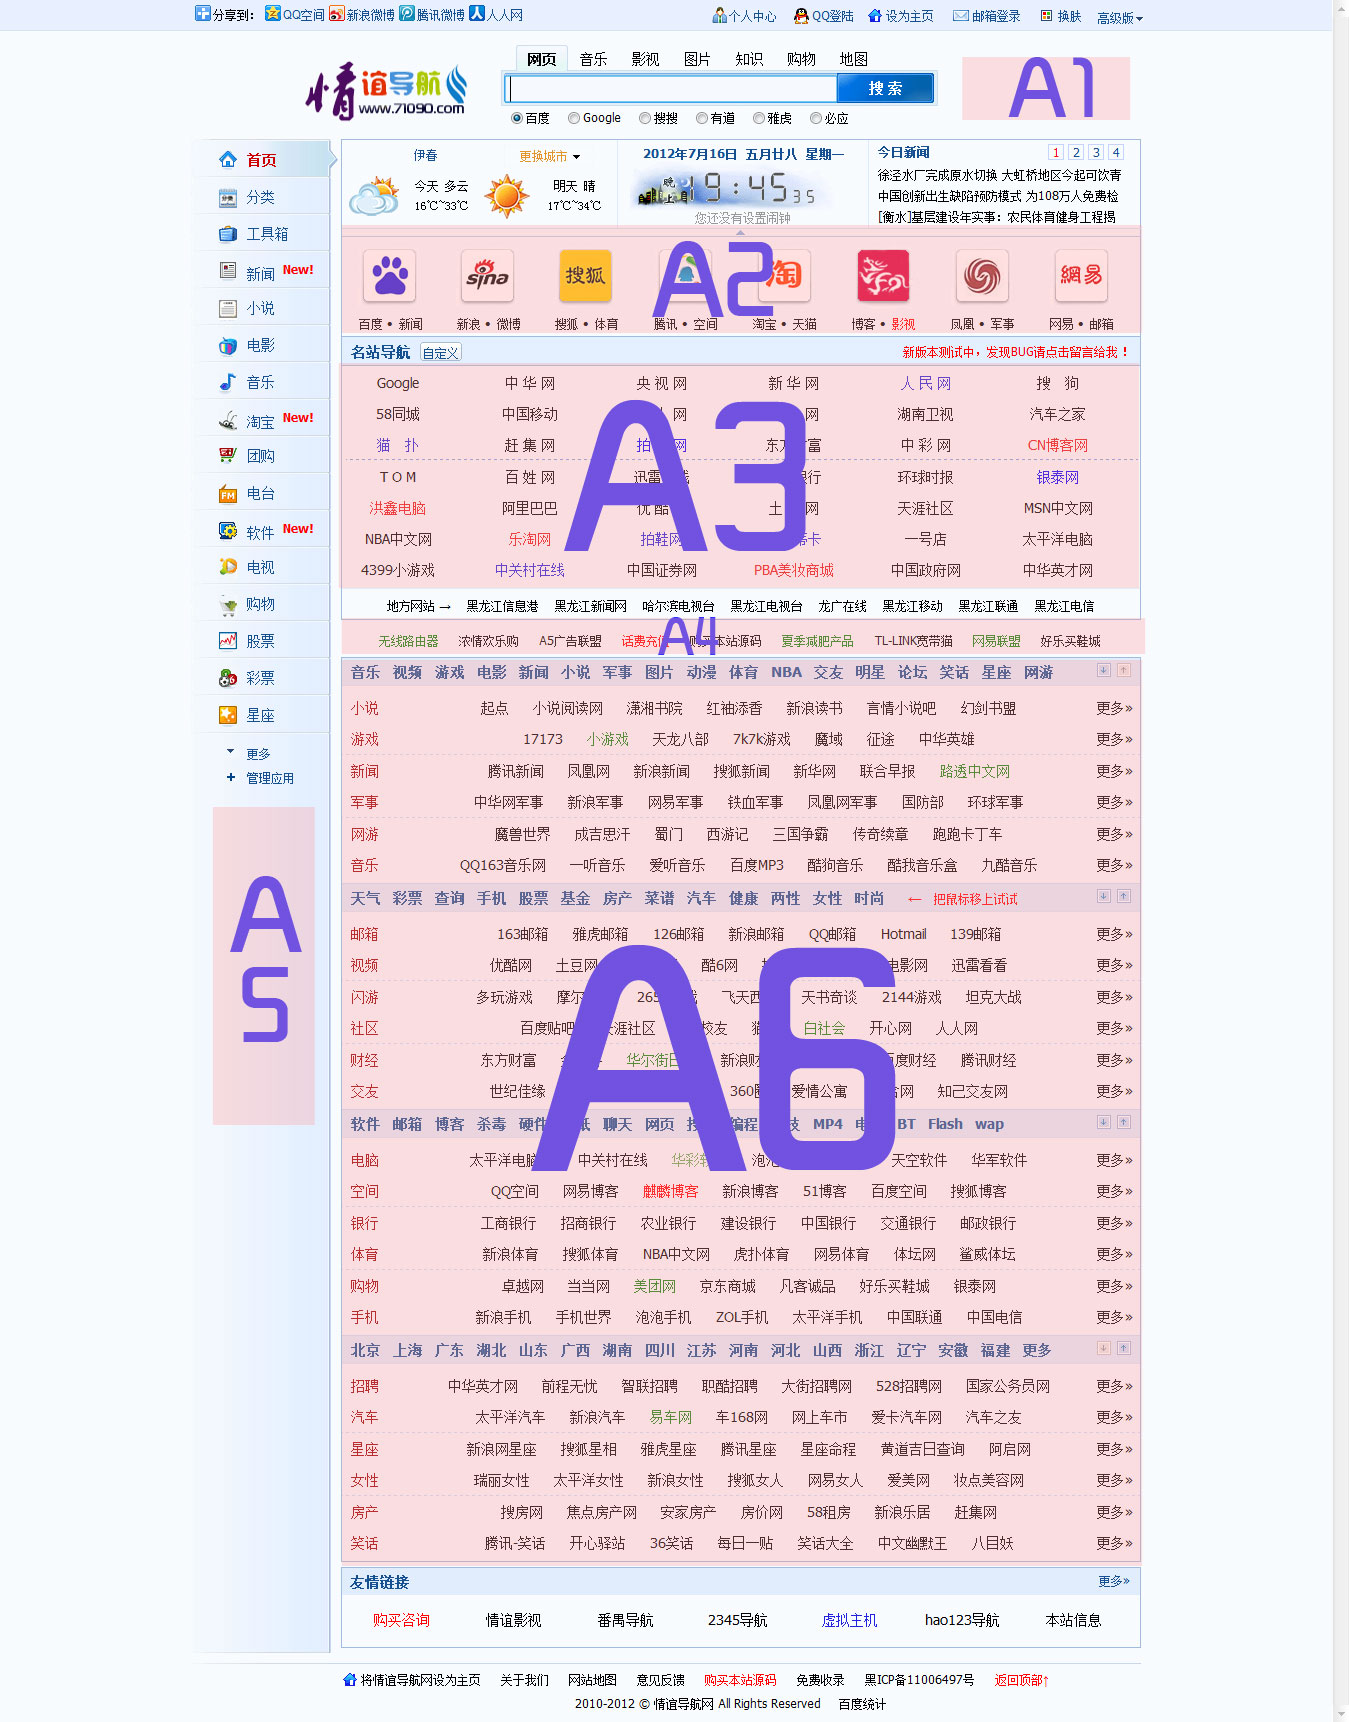 分享到： QQ空间 新浪微博 腾讯微博 人人网 个人中心 QQ登陆 设为主页 邮箱登录 换肤 高级版
网页 音乐 影视 图片 知识 购物 地图
情谊导航 www.71090.com 搜 索 A1
百度 Google 搜搜 有道 雅虎 必应
首页
分类
工具箱
新闻 New!
小说
电影
音乐
淘宝 New!
团购
电台
软件 New!
电视
购物
股票
彩票
星座
更多
管理应用
A5
伊春 更换城市
今天 多云 明天 晴
16℃~33℃ 17℃~34℃
2012年7月16日 五月廿八 星期一
晚上 19:45 35
您还没有设置闹钟
今日新闻 1 2 3 4
徐泾水厂完成原水切换 大虹桥地区今起可饮青
中国创新出生缺陷预防模式 为108万人免费检
[衡水]基层建设年实事：农民体育健身工程揭
sina 搜狐 A2 淘 網易
百度 • 新闻 新浪 • 微博 搜狐 • 体育 腾讯 • 空间 淘宝 • 天猫 博客 • 影视 凤凰 • 军事 网易 • 邮箱
名站导航 自定义 新版本测试中，发现BUG请点击留言给我！
Google 中 华 网 央 视 网 新 华 网 人 民 网 搜 狗
58同城 中国移动 网 网 湖南卫视 汽车之家
猫 扑 赶 集 网 拍 网 东方财富 中 彩 网 CN博客网
A3
T O M 百 姓 网 迅雷 银行 环球时报 银泰网
洪鑫电脑 阿里巴巴 优 酷 土 网 天涯社区 MSN中文网
NBA中文网 乐淘网 拍鞋网 卡 一号店 太平洋电脑
4399小游戏 中关村在线 中国证券网 PBA美妆商城 中国政府网 中华英才网
地方网站 → 黑龙江信息港 黑龙江新闻网 哈尔滨电视台 黑龙江电视台 龙广在线 黑龙江移动 黑龙江联通 黑龙江电信
无线路由器 浓情欢乐购 A5广告联盟 话费充值 A4 购买本站源码 夏季减肥产品 TL-LINK宽带猫 网易联盟 好乐买鞋城
音乐 视频 游戏 电影 新闻 小说 军事 图片 动漫 体育 NBA 交友 明星 论坛 笑话 星座 网游
小说 起点 小说阅读网 潇湘书院 红袖添香 新浪读书 言情小说吧 幻剑书盟 更多»
游戏 17173 小游戏 天龙八部 7k7k游戏 魔域 征途 中华英雄 更多»
新闻 腾讯新闻 凤凰网 新浪新闻 搜狐新闻 新华网 联合早报 路透中文网 更多»
军事 中华网军事 新浪军事 网易军事 铁血军事 凤凰网军事 国防部 环球军事 更多»
网游 魔兽世界 成吉思汗 蜀门 西游记 三国争霸 传奇续章 跑跑卡丁车 更多»
音乐 QQ163音乐网 一听音乐 爱听音乐 百度MP3 酷狗音乐 酷我音乐盒 九酷音乐 更多»
天气 彩票 查询 手机 股票 基金 房产 菜谱 汽车 健康 两性 女性 时尚 ← 把鼠标移上试试
邮箱 163邮箱 雅虎邮箱 126邮箱 新浪邮箱 QQ邮箱 Hotmail 139邮箱 更多»
视频 优酷网 土豆网 酷6网 电影网 迅雷看看 更多»
闪游 多玩游戏 摩尔 265 飞天西 天书奇谈 2144游戏 坦克大战 更多»
A6
社区 百度贴吧 天涯社区 校友 猫 白社会 开心网 人人网 更多»
财经 东方财富 华尔街日 新浪财 百度财经 腾讯财经 更多»
交友 世纪佳缘 360 爱情公寓 知己交友网 更多»
软件 邮箱 博客 杀毒 硬件 聊天 网页 编程 MP4 BT Flash wap
电脑 太平洋电脑 中关村在线 华彩软 天空软件 华军软件 更多»
空间 QQ空间 网易博客 麒麟博客 新浪博客 51博客 百度空间 搜狐博客 更多»
银行 工商银行 招商银行 农业银行 建设银行 中国银行 交通银行 邮政银行 更多»
体育 新浪体育 搜狐体育 NBA中文网 虎扑体育 网易体育 体坛网 鲨威体坛 更多»
购物 卓越网 当当网 美团网 京东商城 凡客诚品 好乐买鞋城 银泰网 更多»
手机 新浪手机 手机世界 泡泡手机 ZOL手机 太平洋手机 中国联通 中国电信 更多»
北京 上海 广东 湖北 山东 广西 湖南 四川 江苏 河南 河北 山西 浙江 辽宁 安徽 福建 更多
招聘 中华英才网 前程无忧 智联招聘 职酷招聘 大街招聘网 528招聘网 国家公务员网 更多»
汽车 太平洋汽车 新浪汽车 易车网 车168网 网上车市 爱卡汽车网 汽车之友 更多»
星座 新浪网星座 搜狐星相 雅虎星座 腾讯星座 星座命程 黄道吉日查询 阿启网 更多»
女性 瑞丽女性 太平洋女性 新浪女性 搜狐女人 网易女人 爱美网 妆点美容网 更多»
房产 搜房网 焦点房产网 安家房产 房价网 58租房 新浪乐居 赶集网 更多»
笑话 腾讯-笑话 开心驿站 36笑话 每日一贴 笑话大全 中文幽默王 八目妖 更多»
友情链接 更多»
购买咨询 情谊影视 番禺导航 2345导航 虚拟主机 hao123导航 本站信息
将情谊导航网设为主页 关于我们 网站地图 意见反馈 购买本站源码 免费收录 黑ICP备11006497号 返回顶部↑
2010-2012 © 情谊导航网 All Rights Reserved 百度统计